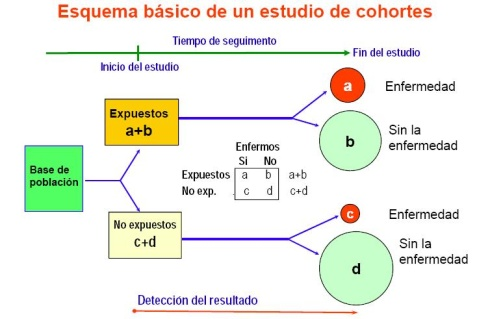 Esquema básico de un estudio de cohortes
Tiempo de seguimiento
Inicio del estudio
Fin del estudio
Expuestos
a+b
a
Enfermedad
b
Sin la
enfermedad
Base de
población
Enfermos
Si No
Expuestos a b a+b
No exp. c d c+d
No expuestos
c+d
c
Enfermedad
d
Sin la
enfermedad
Detección del resultado